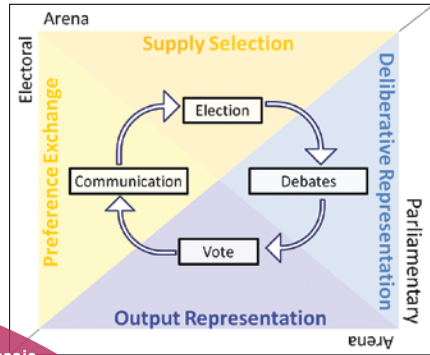 Arena
Electoral
Supply Selection
Election
Preference Exchange
Communication
Debates
Deliberative Representation
Parliamentary
Vote
Output Representation
Arena